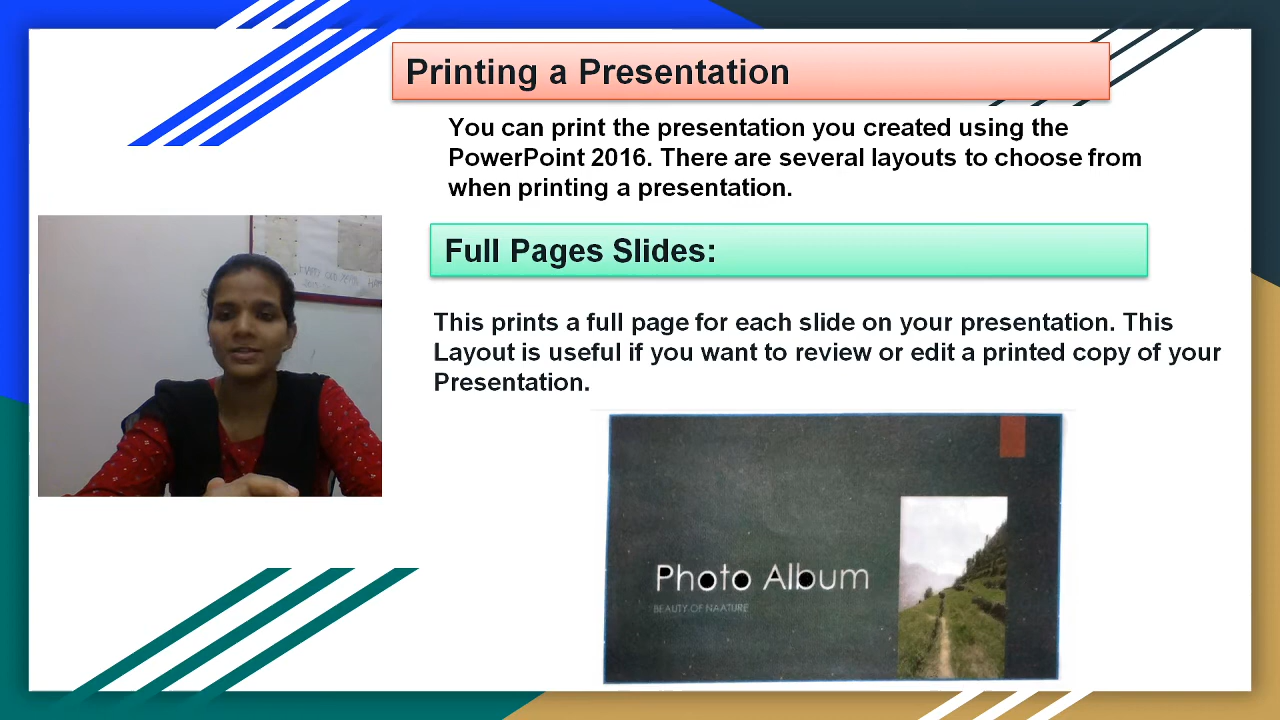 Printing a Presentation
You can print the presentation you created using the
PowerPoint 2016. There are several layouts to choose from
when printing a presentation.
Full Pages Slides:
This prints a full page for each slide on your presentation. This
Layout is useful if you want to review or edit a printed copy of your
Presentation.
Photo Album
BEAUTY OF NAATURE